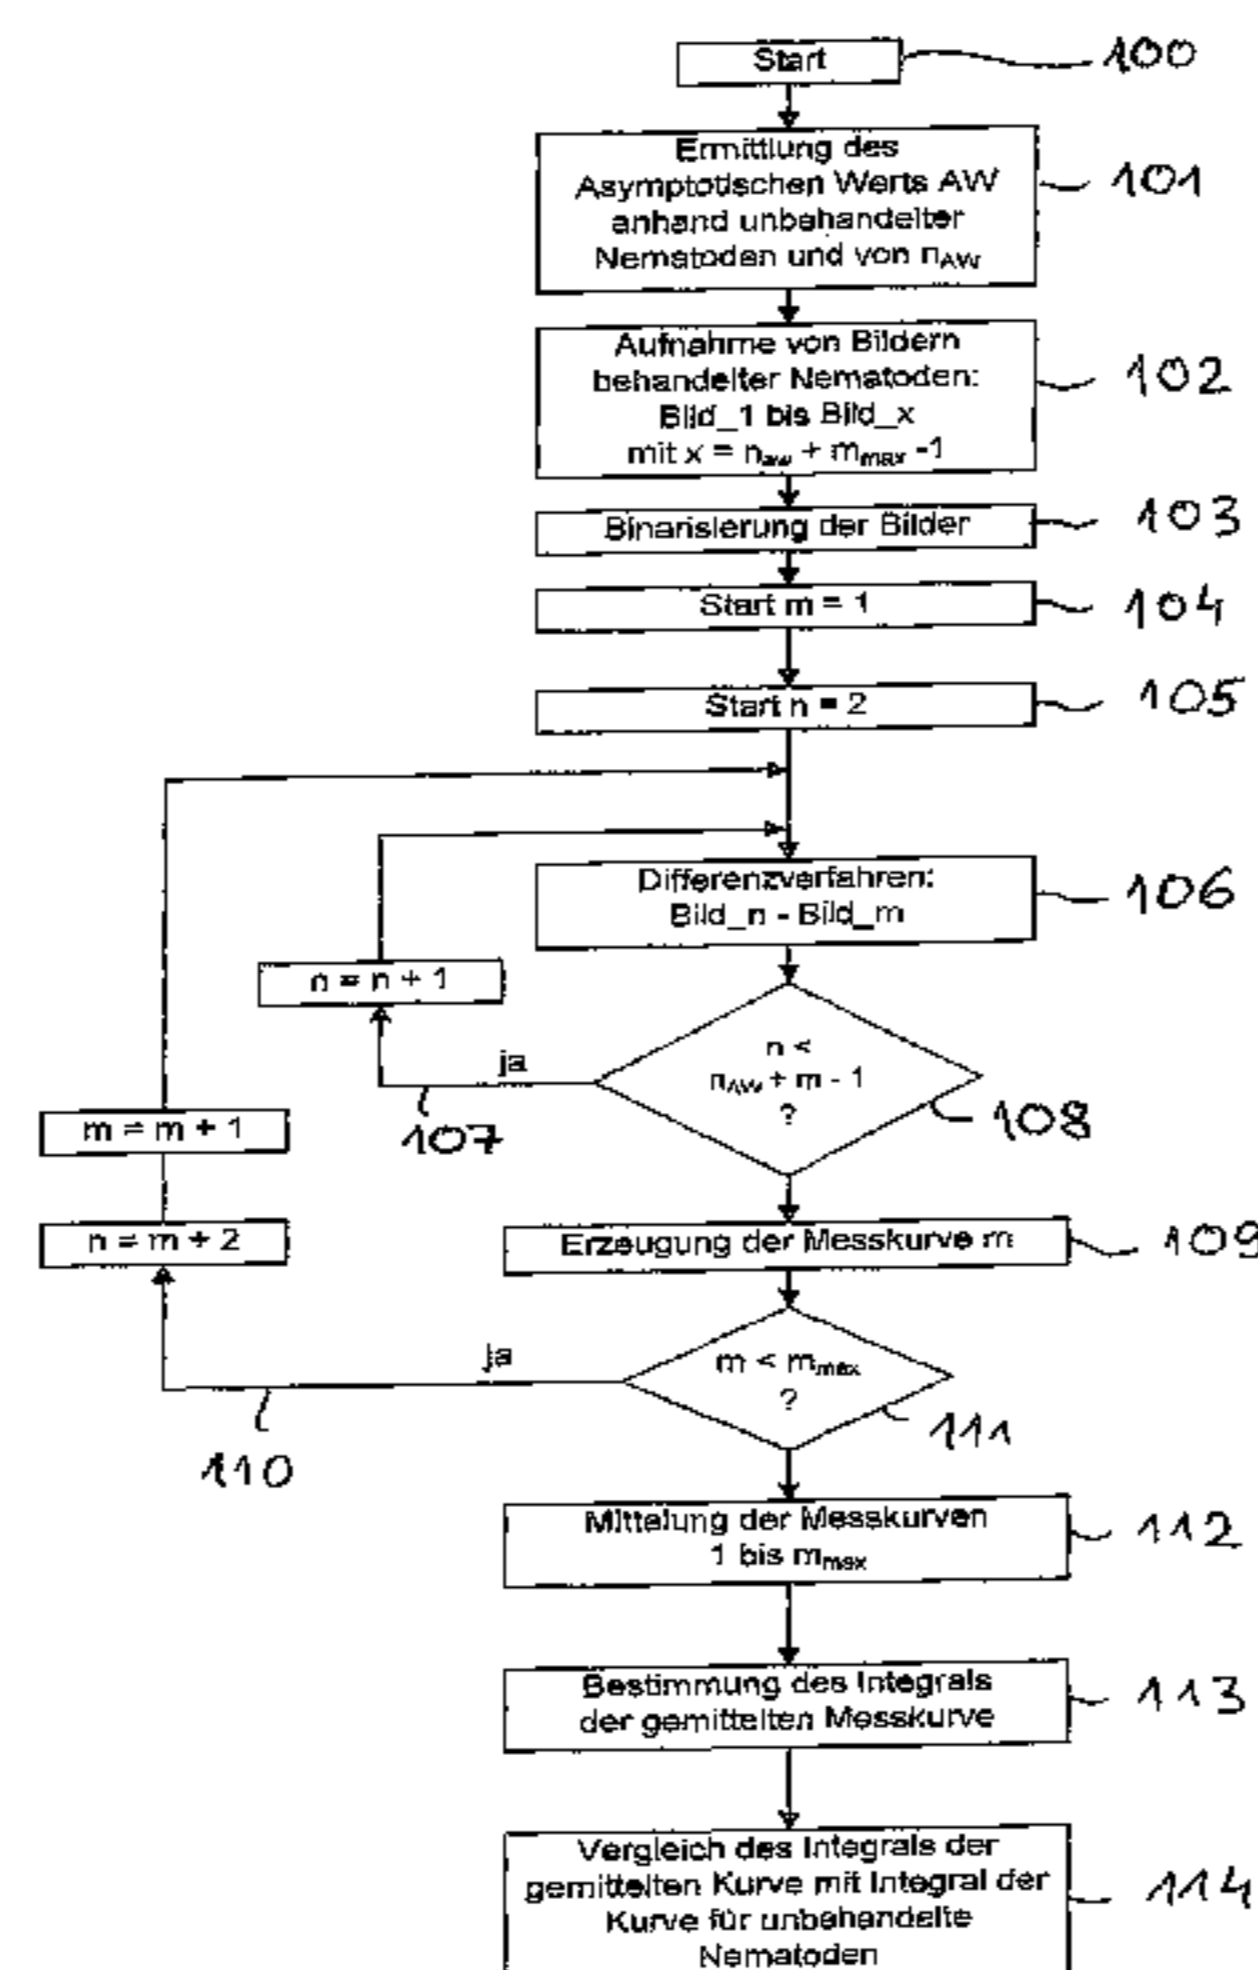 Start
100
Ermittlung des
Asymptotischen Werts AW
anhand unbehandelter
Nematoden und von nAW
101
Aufnahme von Bildern
behandelter Nematoden:
Bild_1 bis Bild_x
mit x = naw + mmax -1
102
Binarisierung der Bilder
103
Start m = 1
104
Start n = 2
105
Differenzverfahren:
Bild_n - Bild_m
106
n = n + 1
ja
107
n <
nAW + m - 1
?
108
m = m + 1
n = m + 2
Erzeugung der Messkurve m
109
ja
110
m < mmax
?
111
Mittelung der Messkurven
1 bis mmax
112
Bestimmung des Integrals
der gemittelten Messkurve
113
Vergleich des Integrals der
gemittelten Kurve mit Integral der
Kurve für unbehandelte
Nematoden
114